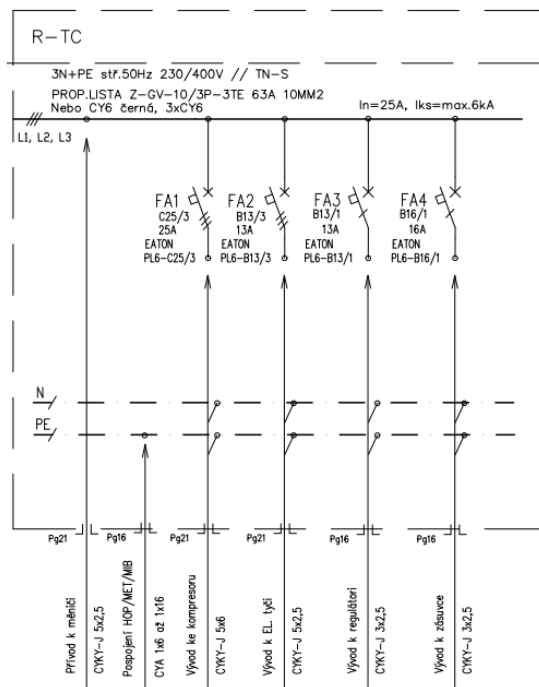 R-TC
3N+PE stř.50Hz 230/400V // TN-S
PROP.LISTA Z-GV-10/3P-3TE 63A 10MM2
Nebo CY6 černá, 3xCY6
In=25A, Iks=max.6kA
L1, L2, L3
FA1
C25/3
25A
EATON
PL6-C25/3
FA2
B13/3
13A
EATON
PL6-B13/3
FA3
B13/1
13A
EATON
PL6-B13/1
FA4
B16/1
16A
EATON
PL6-B16/1
N
PE
Pg21
Pg16
Pg21
Pg21
Pg16
Pg16
Přívod k měniči
CYKY-J 5x2,5
Pospojení HOP/MET/MIB
CYA 1x6 až 1x16
Vývod ke kompresoru
CYKY-J 5x6
Vývod k EL. tyči
CYKY-J 5x2,5
Vývod k regulátorí
CYKY-J 3x2,5
Vývod k zásuvce
CYKY-J 3x2,5